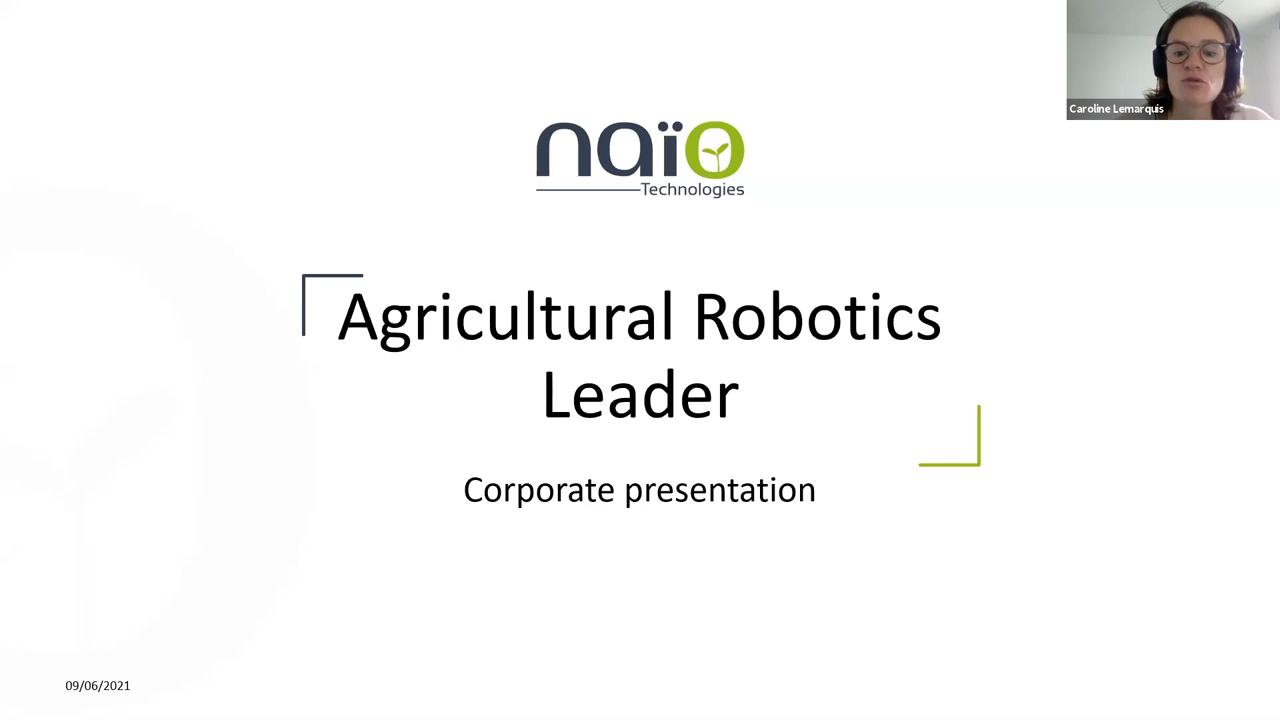 Caroline Lemarquis
naïo
Technologies
Agricultural Robotics
Leader
Corporate presentation
09/06/2021